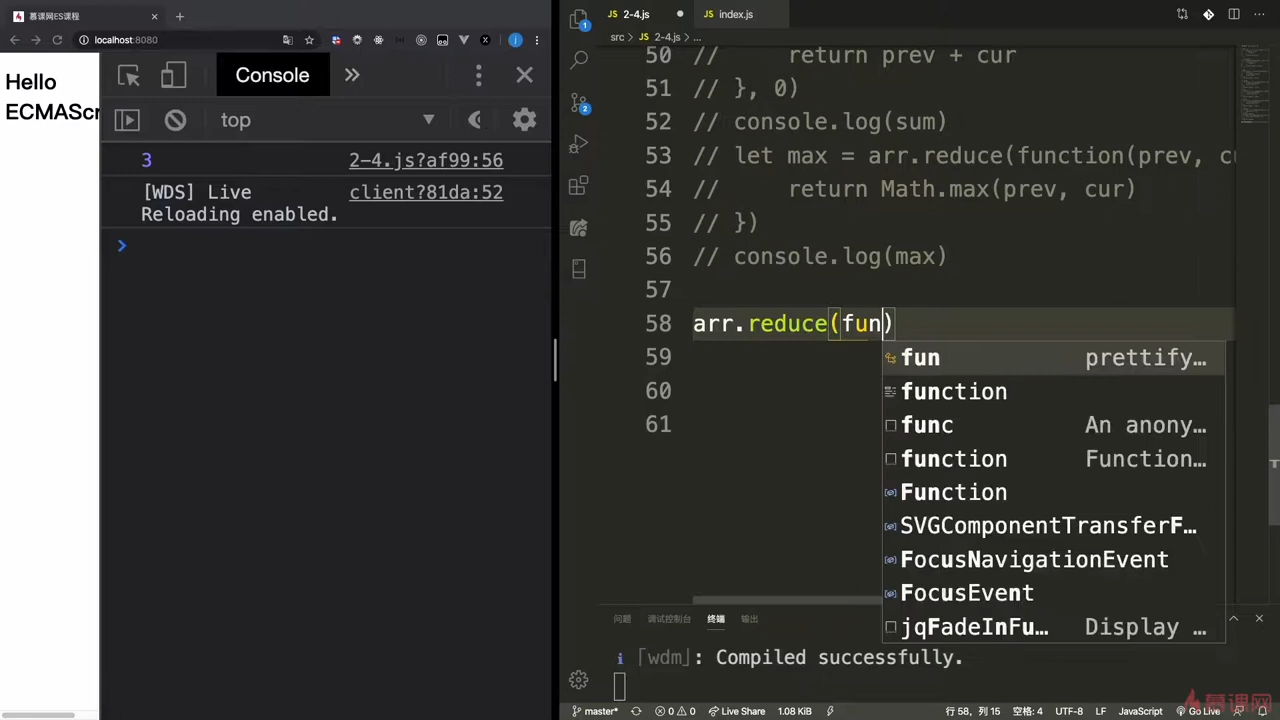 慕课网ES课程
localhost:8080
Hello
ECMAScr
Console
top
3 2-4.js?af99:56
[WDS] Live client?81da:52
Reloading enabled.
2-4.js
index.js
src > 2-4.js > ...
50 // return prev + cur
51 // }, 0)
52 // console.log(sum)
53 // let max = arr.reduce(function(prev, cu
54 // return Math.max(prev, cur)
55 // })
56 // console.log(max)
57
58 arr.reduce(fun)
59
60
61
fun prettify…
function
func An anony…
function Function…
Function
SVGComponentTransferF…
FocusNavigationEvent
FocusEvent
jqFadeInFu… Display …
问题 调试控制台 终端 输出
i ⌈wdm⌋: Compiled successfully.
master* 0 0 Live Share 1.08 KiB 行 58, 列 15 空格: 4 UTF-8 LF JavaScript Go Live
慕课网